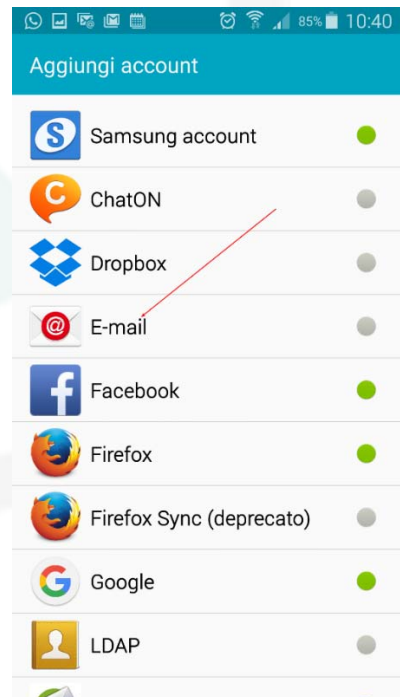 85% 10:40
Aggiungi account
S Samsung account
C ChatON
Dropbox
@ E-mail
f Facebook
Firefox
Firefox Sync (deprecato)
G Google
LDAP